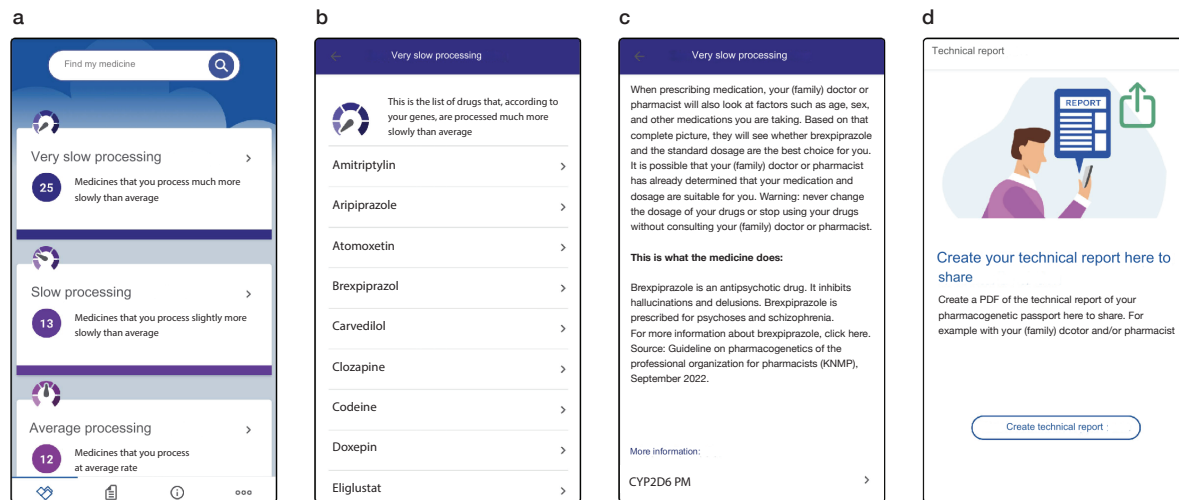 a
Find my medicine
Very slow processing
25
Medicines that you process much more
slowly than average
Slow processing
13
Medicines that you process slightly more
slowly than average
Average processing
12
Medicines that you process
at average rate
b
Very slow processing
This is the list of drugs that, according to
your genes, are processed much more
slowly than average
Amitriptylin
Aripiprazole
Atomoxetin
Brexpiprazol
Carvedilol
Clozapine
Codeine
Doxepin
Eliglustat
c
Very slow processing
When prescribing medication, your (family) doctor or
pharmacist will also look at factors such as age, sex,
and other medications you are taking. Based on that
complete picture, they will see whether brexpiprazole
and the standard dosage are the best choice for you.
It is possible that your (family) doctor or pharmacist
has already determined that your medication and
dosage are suitable for you. Warning: never change
the dosage of your drugs or stop using your drugs
without consulting your (family) doctor or pharmacist.
This is what the medicine does:
Brexpiprazole is an antipsychotic drug. It inhibits
hallucinations and delusions. Brexpiprazole is
prescribed for psychoses and schizophrenia.
For more information about brexpiprazole, click here.
Source: Guideline on pharmacogenetics of the
professional organization for pharmacists (KNMP),
September 2022.
More information:
CYP2D6 PM
d
Technical report
REPORT
Create your technical report here to
share
Create a PDF of the technical report of your
pharmacogenetic passport here to share. For
example with your (family) dcotor and/or pharmacist
Create technical report